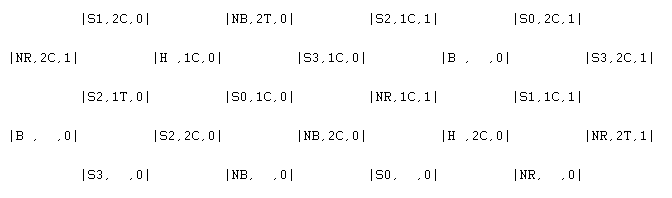 |S1,2C,0| |NB,2T,0| |S2,1C,1| |S0,2C,1|
|NR,2C,1| |H ,1C,0| |S3,1C,0| |B , ,0| |S3,2C,1|
|S2,1T,0| |S0,1C,0| |NR,1C,1| |S1,1C,1|
|B , ,0| |S2,2C,0| |NB,2C,0| |H ,2C,0| |NR,2T,1|
|S3, ,0| |NB, ,0| |S0, ,0| |NR, ,0|